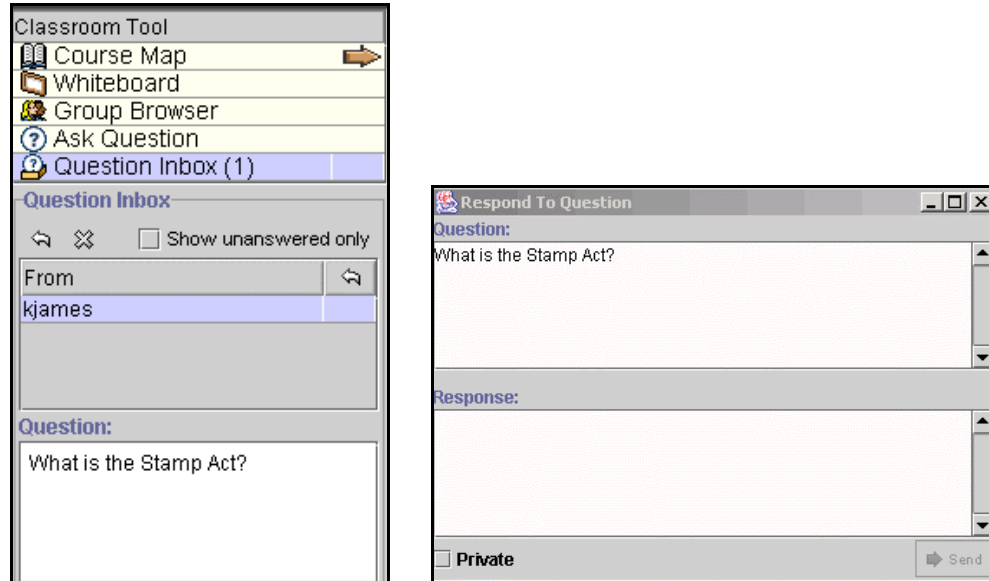 Classroom Tool
Course Map
Whiteboard
Group Browser
Ask Question
Question Inbox (1)
Question Inbox
Show unanswered only
From
kjames
Question:
What is the Stamp Act?
Respond To Question
Question:
What is the Stamp Act?
Response:
Private
Send